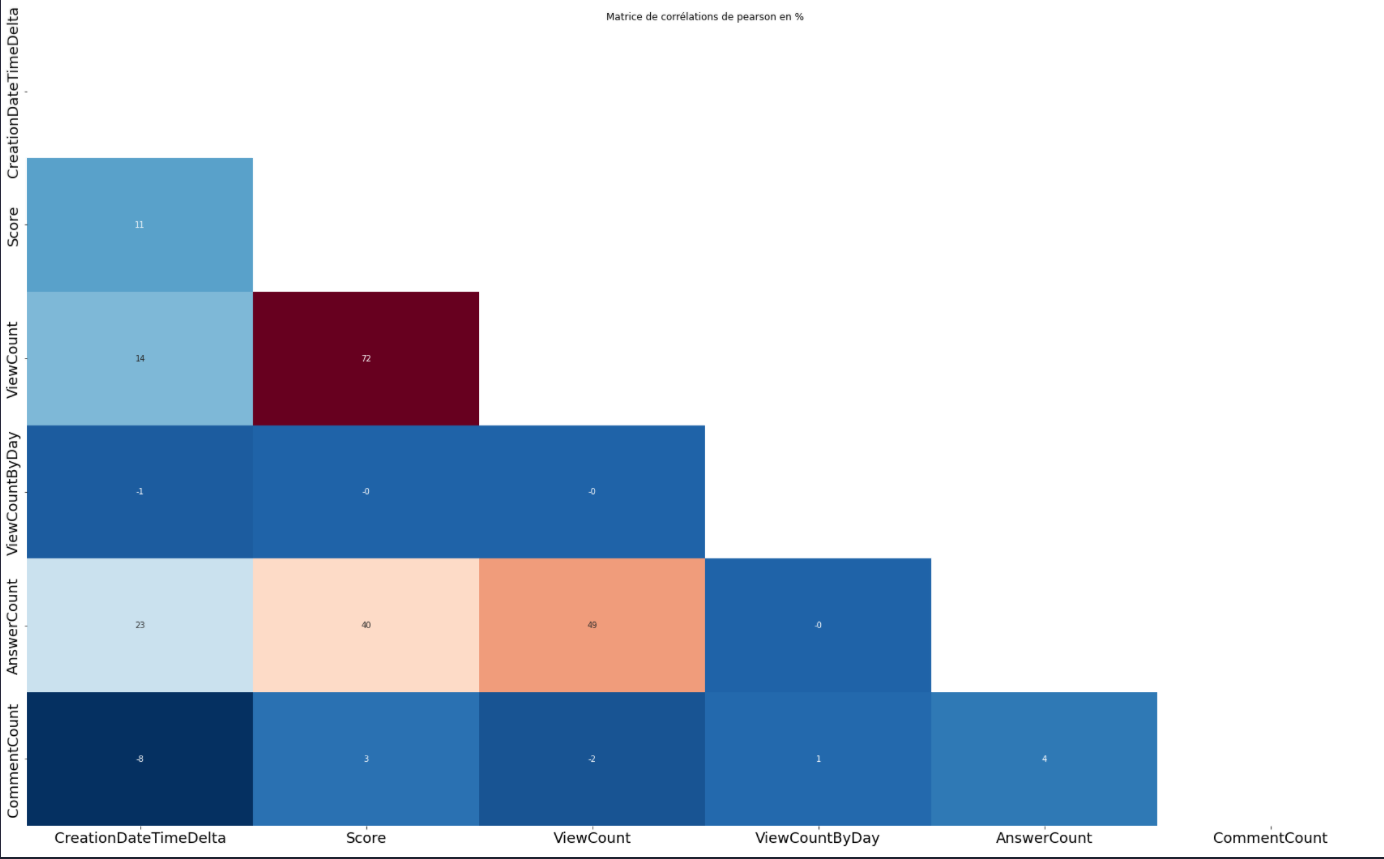 Matrice de corrélations de pearson en %
CreationDateTimeDelta
Score
11
ViewCount
14 72
ViewCountByDay
-1 -0 -0
AnswerCount
23 40 49 -0
CommentCount
-8 3 -2 1 4
CreationDateTimeDelta Score ViewCount ViewCountByDay AnswerCount CommentCount